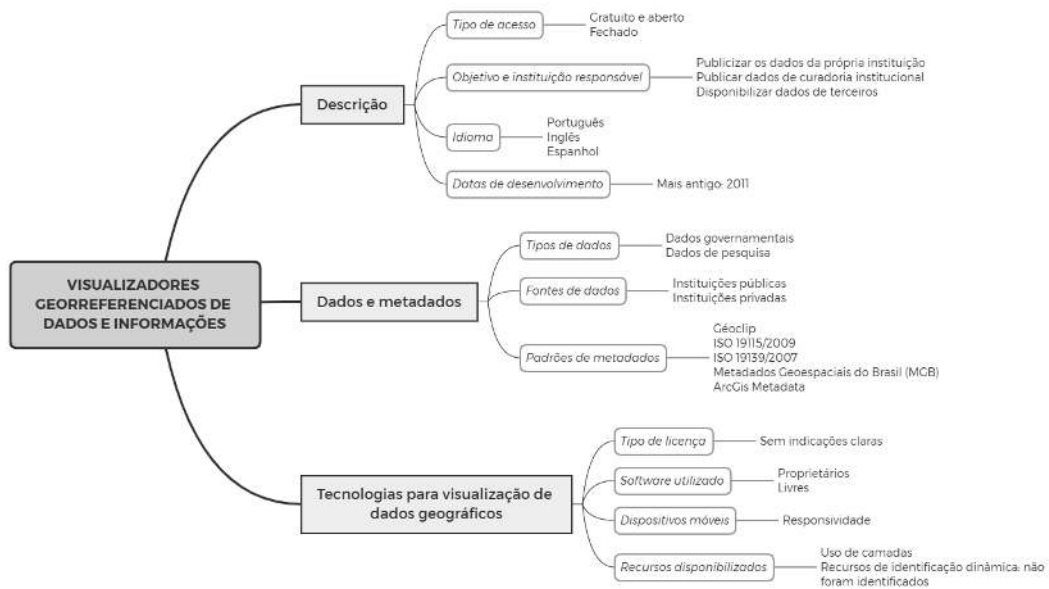 VISUALIZADORES
GEORREFERENCIADOS DE
DADOS E INFORMAÇÕES
Descrição
Tipo de acesso
Gratuito e aberto
Fechado
Objetivo e instituição responsável
Publicizar os dados da própria instituição
Publicar dados de curadoria institucional
Disponibilizar dados de terceiros
Idioma
Português
Inglês
Espanhol
Datas de desenvolvimento
Mais antigo: 2011
Dados e metadados
Tipos de dados
Dados governamentais
Dados de pesquisa
Fontes de dados
Instituições públicas
Instituições privadas
Padrões de metadados
Géoclip
ISO 19115/2009
ISO 19139/2007
Metadados Geoespaciais do Brasil (MGB)
ArcGis Metadata
Tecnologias para visualização de
dados geográficos
Tipo de licença
Sem indicações claras
Software utilizado
Proprietários
Livres
Dispositivos móveis
Responsividade
Recursos disponibilizados
Uso de camadas
Recursos de identificação dinâmica: não
foram identificados